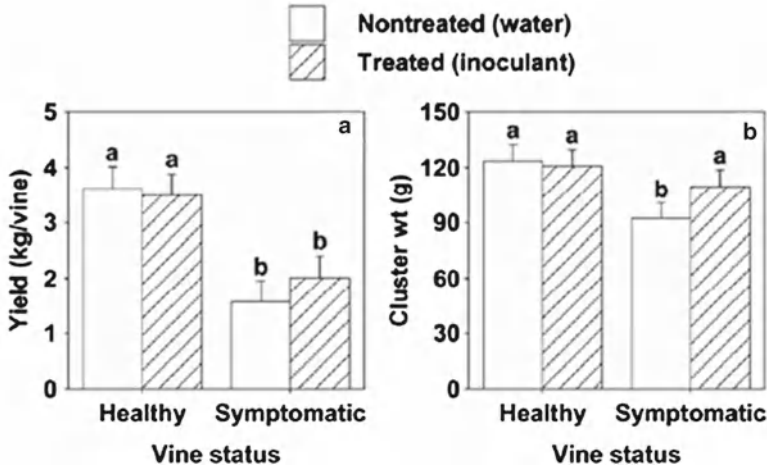 Nontreated (water)
Treated (inoculant)
5
4
3
2
1
0
Yield (kg/vine)
a
a
a
b
b
Healthy Symptomatic
Vine status
150
120
90
60
30
0
Cluster wt (g)
b
a
a
b
a
Healthy Symptomatic
Vine status